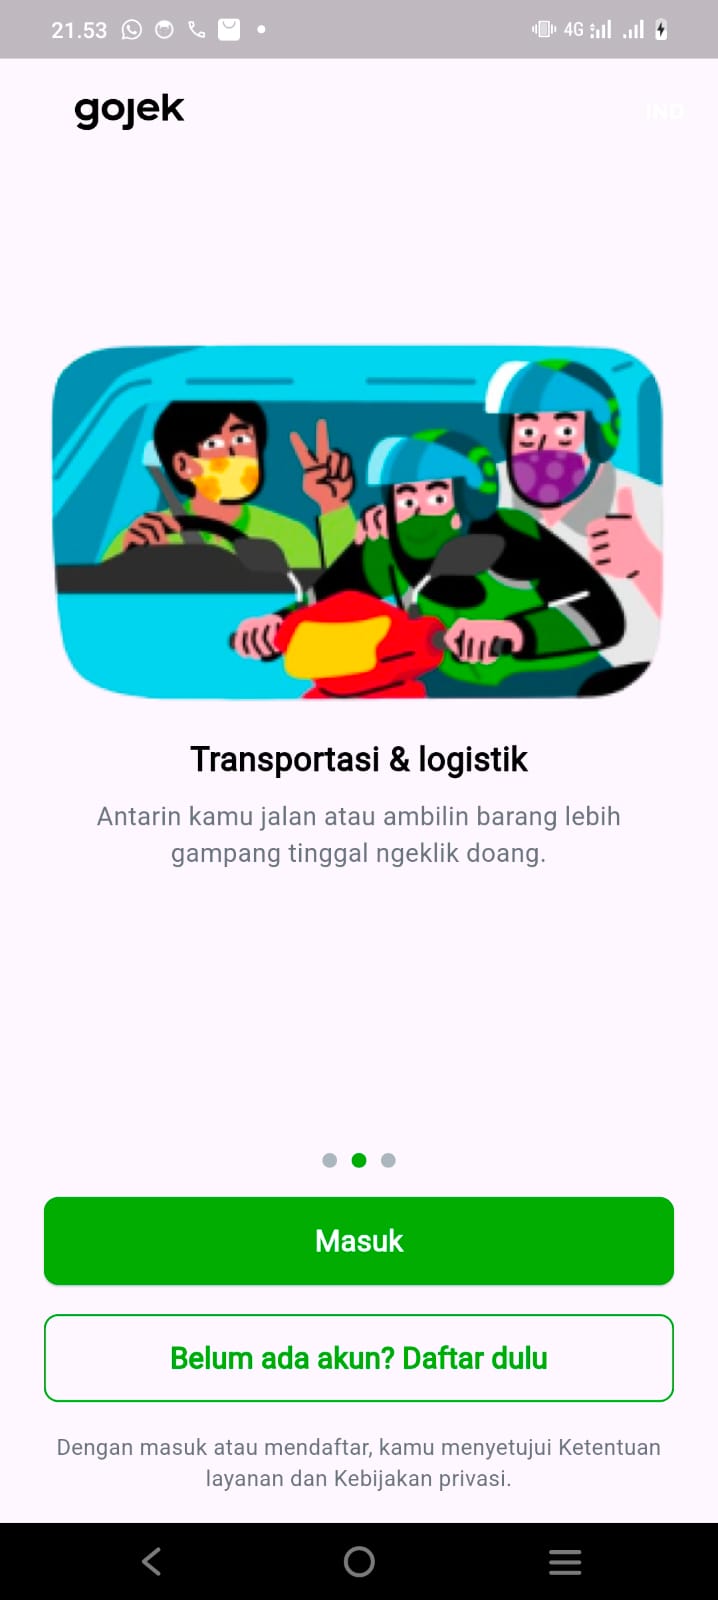 21.53
4G
gojek
IND
Transportasi & logistik
Antarin kamu jalan atau ambilin barang lebih
gampang tinggal ngeklik doang.
Masuk
Belum ada akun? Daftar dulu
Dengan masuk atau mendaftar, kamu menyetujui Ketentuan
layanan dan Kebijakan privasi.